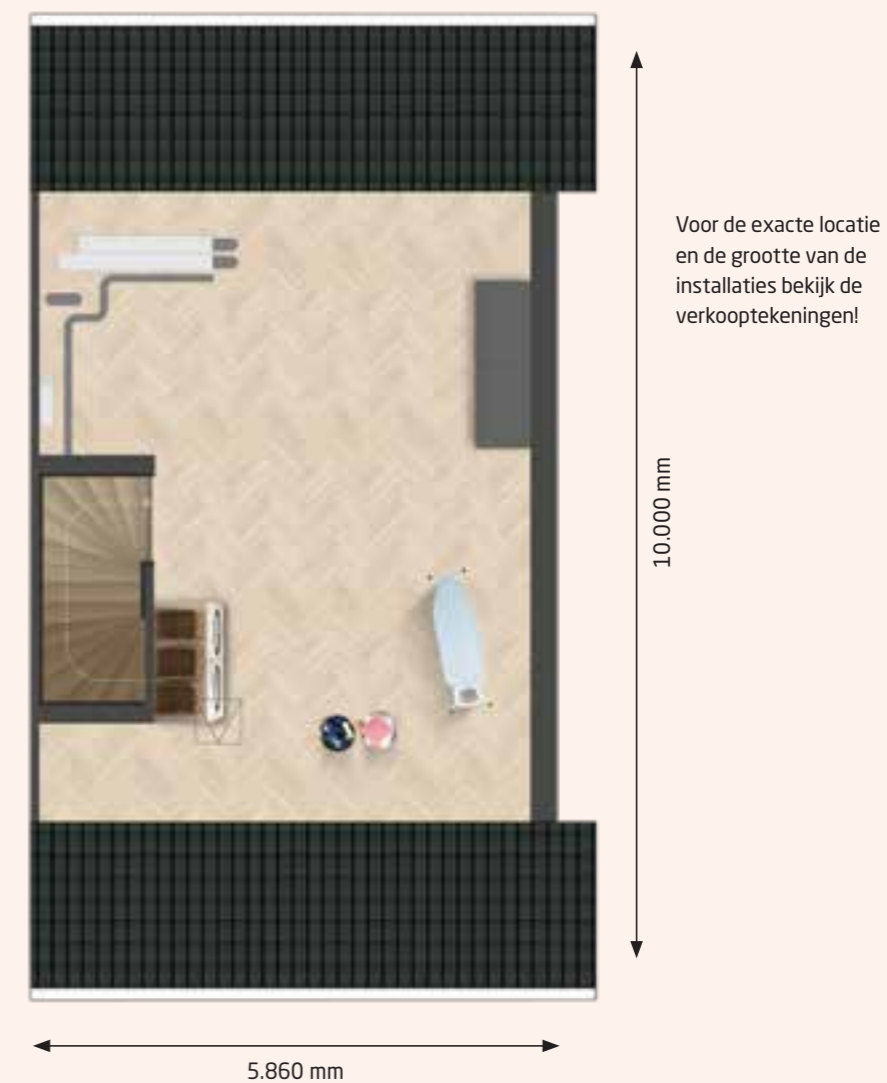 Voor de exacte locatie
en de grootte van de
installaties bekijk de
verkooptekeningen!
10.000 mm
5.860 mm